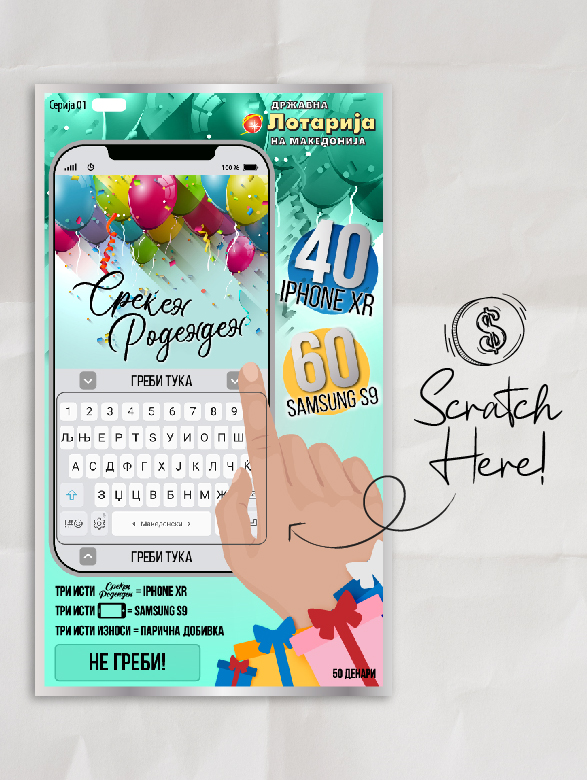 Серија 01
ДРЖАВНА
Лотарија
НА МАКЕДОНИЈА
100%
Среќен
Роденден
40
IPHONE XR
60
SAMSUNG S9
ГРЕБИ ТУКА
1 2 3 4 5 6 7 8 9
Љ Њ Е Р Т Ѕ У И О П Ш
А С Д Ф Г Х Ј К Л Ч Ќ
З Џ Ц В Б Н М Ж
Македонски
ГРЕБИ ТУКА
Scratch
Here!
ТРИ ИСТИ Среќен Роденден = IPHONE XR
ТРИ ИСТИ = SAMSUNG S9
ТРИ ИСТИ ИЗНОСИ = ПАРИЧНА ДОБИВКА
НЕ ГРЕБИ!
50 ДЕНАРИ